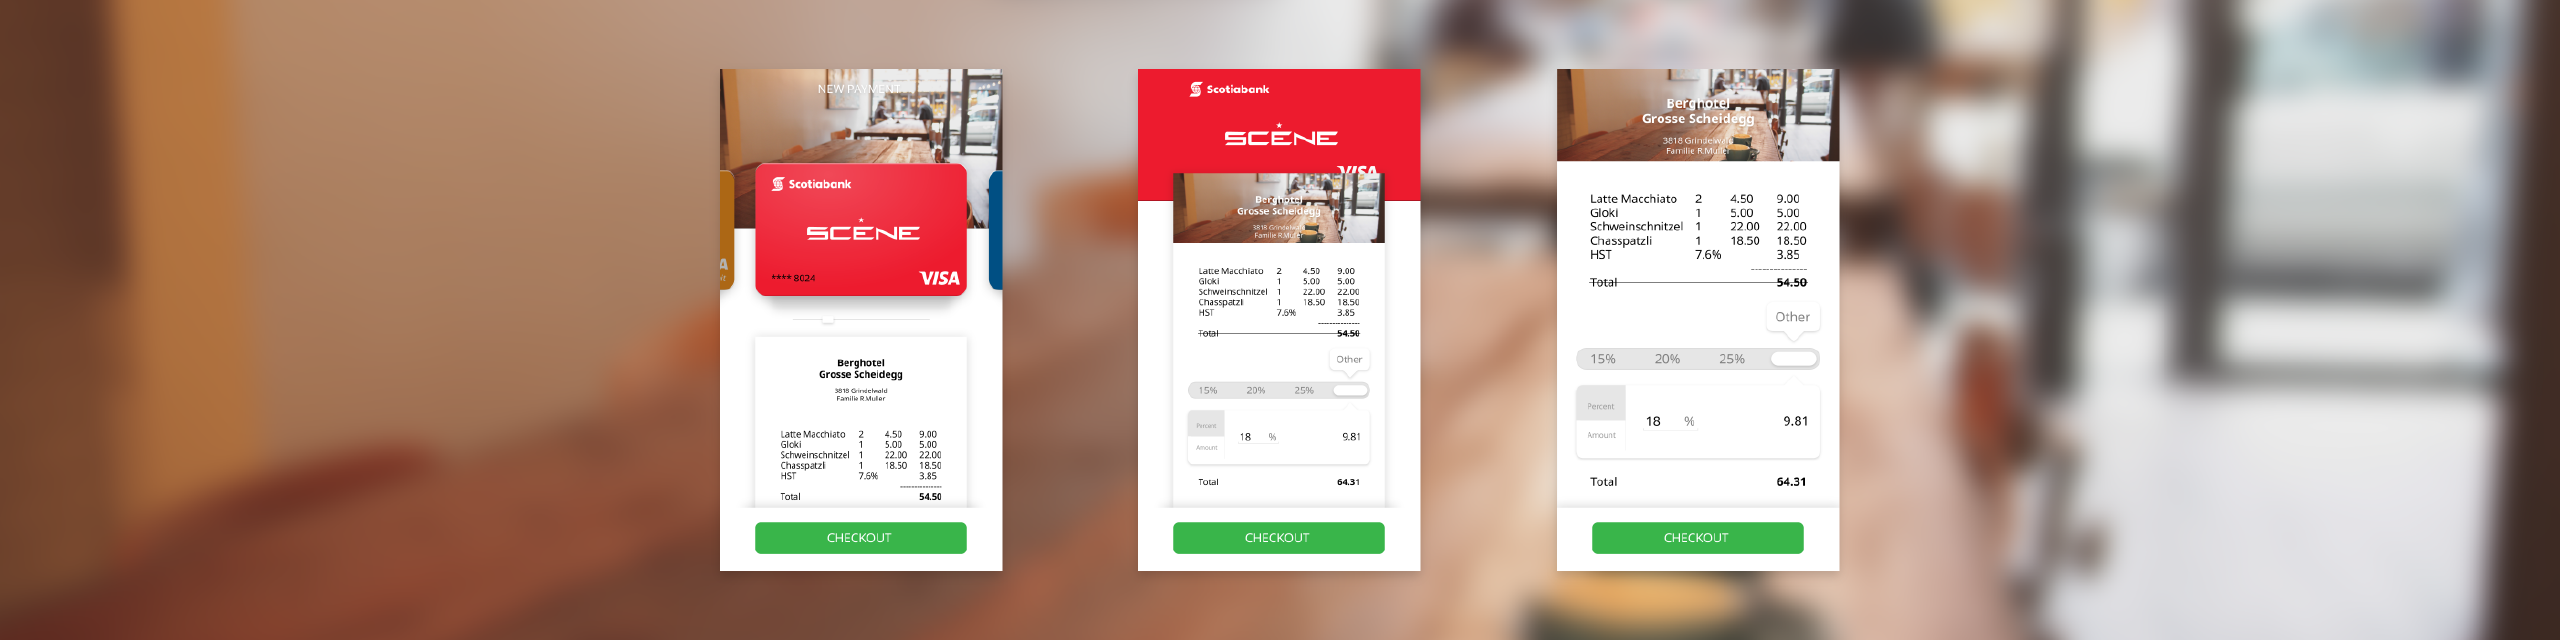 NEW PAYMENT
Scotiabank
SCENE
**** 8024
VISA
Berghotel
Grosse Scheidegg
3818 Grindelwald
Familie R.Muller
Latte Macchiato 2 4.50 9.00
Gloki 1 5.00 5.00
Schweinschnitzel 1 22.00 22.00
Chasspatzli 1 18.50 18.50
HST 7.6% 3.85
Total 54.50
CHECKOUT
Scotiabank
SCENE
VISA
Berghotel
Grosse Scheidegg
3818 Grindelwald
Familie R.Muller
Latte Macchiato 2 4.50 9.00
Gloki 1 5.00 5.00
Schweinschnitzel 1 22.00 22.00
Chasspatzli 1 18.50 18.50
HST 7.6% 3.85
Total 54.50
Other
15% 20% 25%
Percent
18 % 9.81
Amount
Total 64.31
CHECKOUT
Berghotel
Grosse Scheidegg
3818 Grindelwald
Familie R.Muller
Latte Macchiato 2 4.50 9.00
Gloki 1 5.00 5.00
Schweinschnitzel 1 22.00 22.00
Chasspatzli 1 18.50 18.50
HST 7.6% 3.85
Total 54.50
Other
15% 20% 25%
Percent
18 % 9.81
Amount
Total 64.31
CHECKOUT